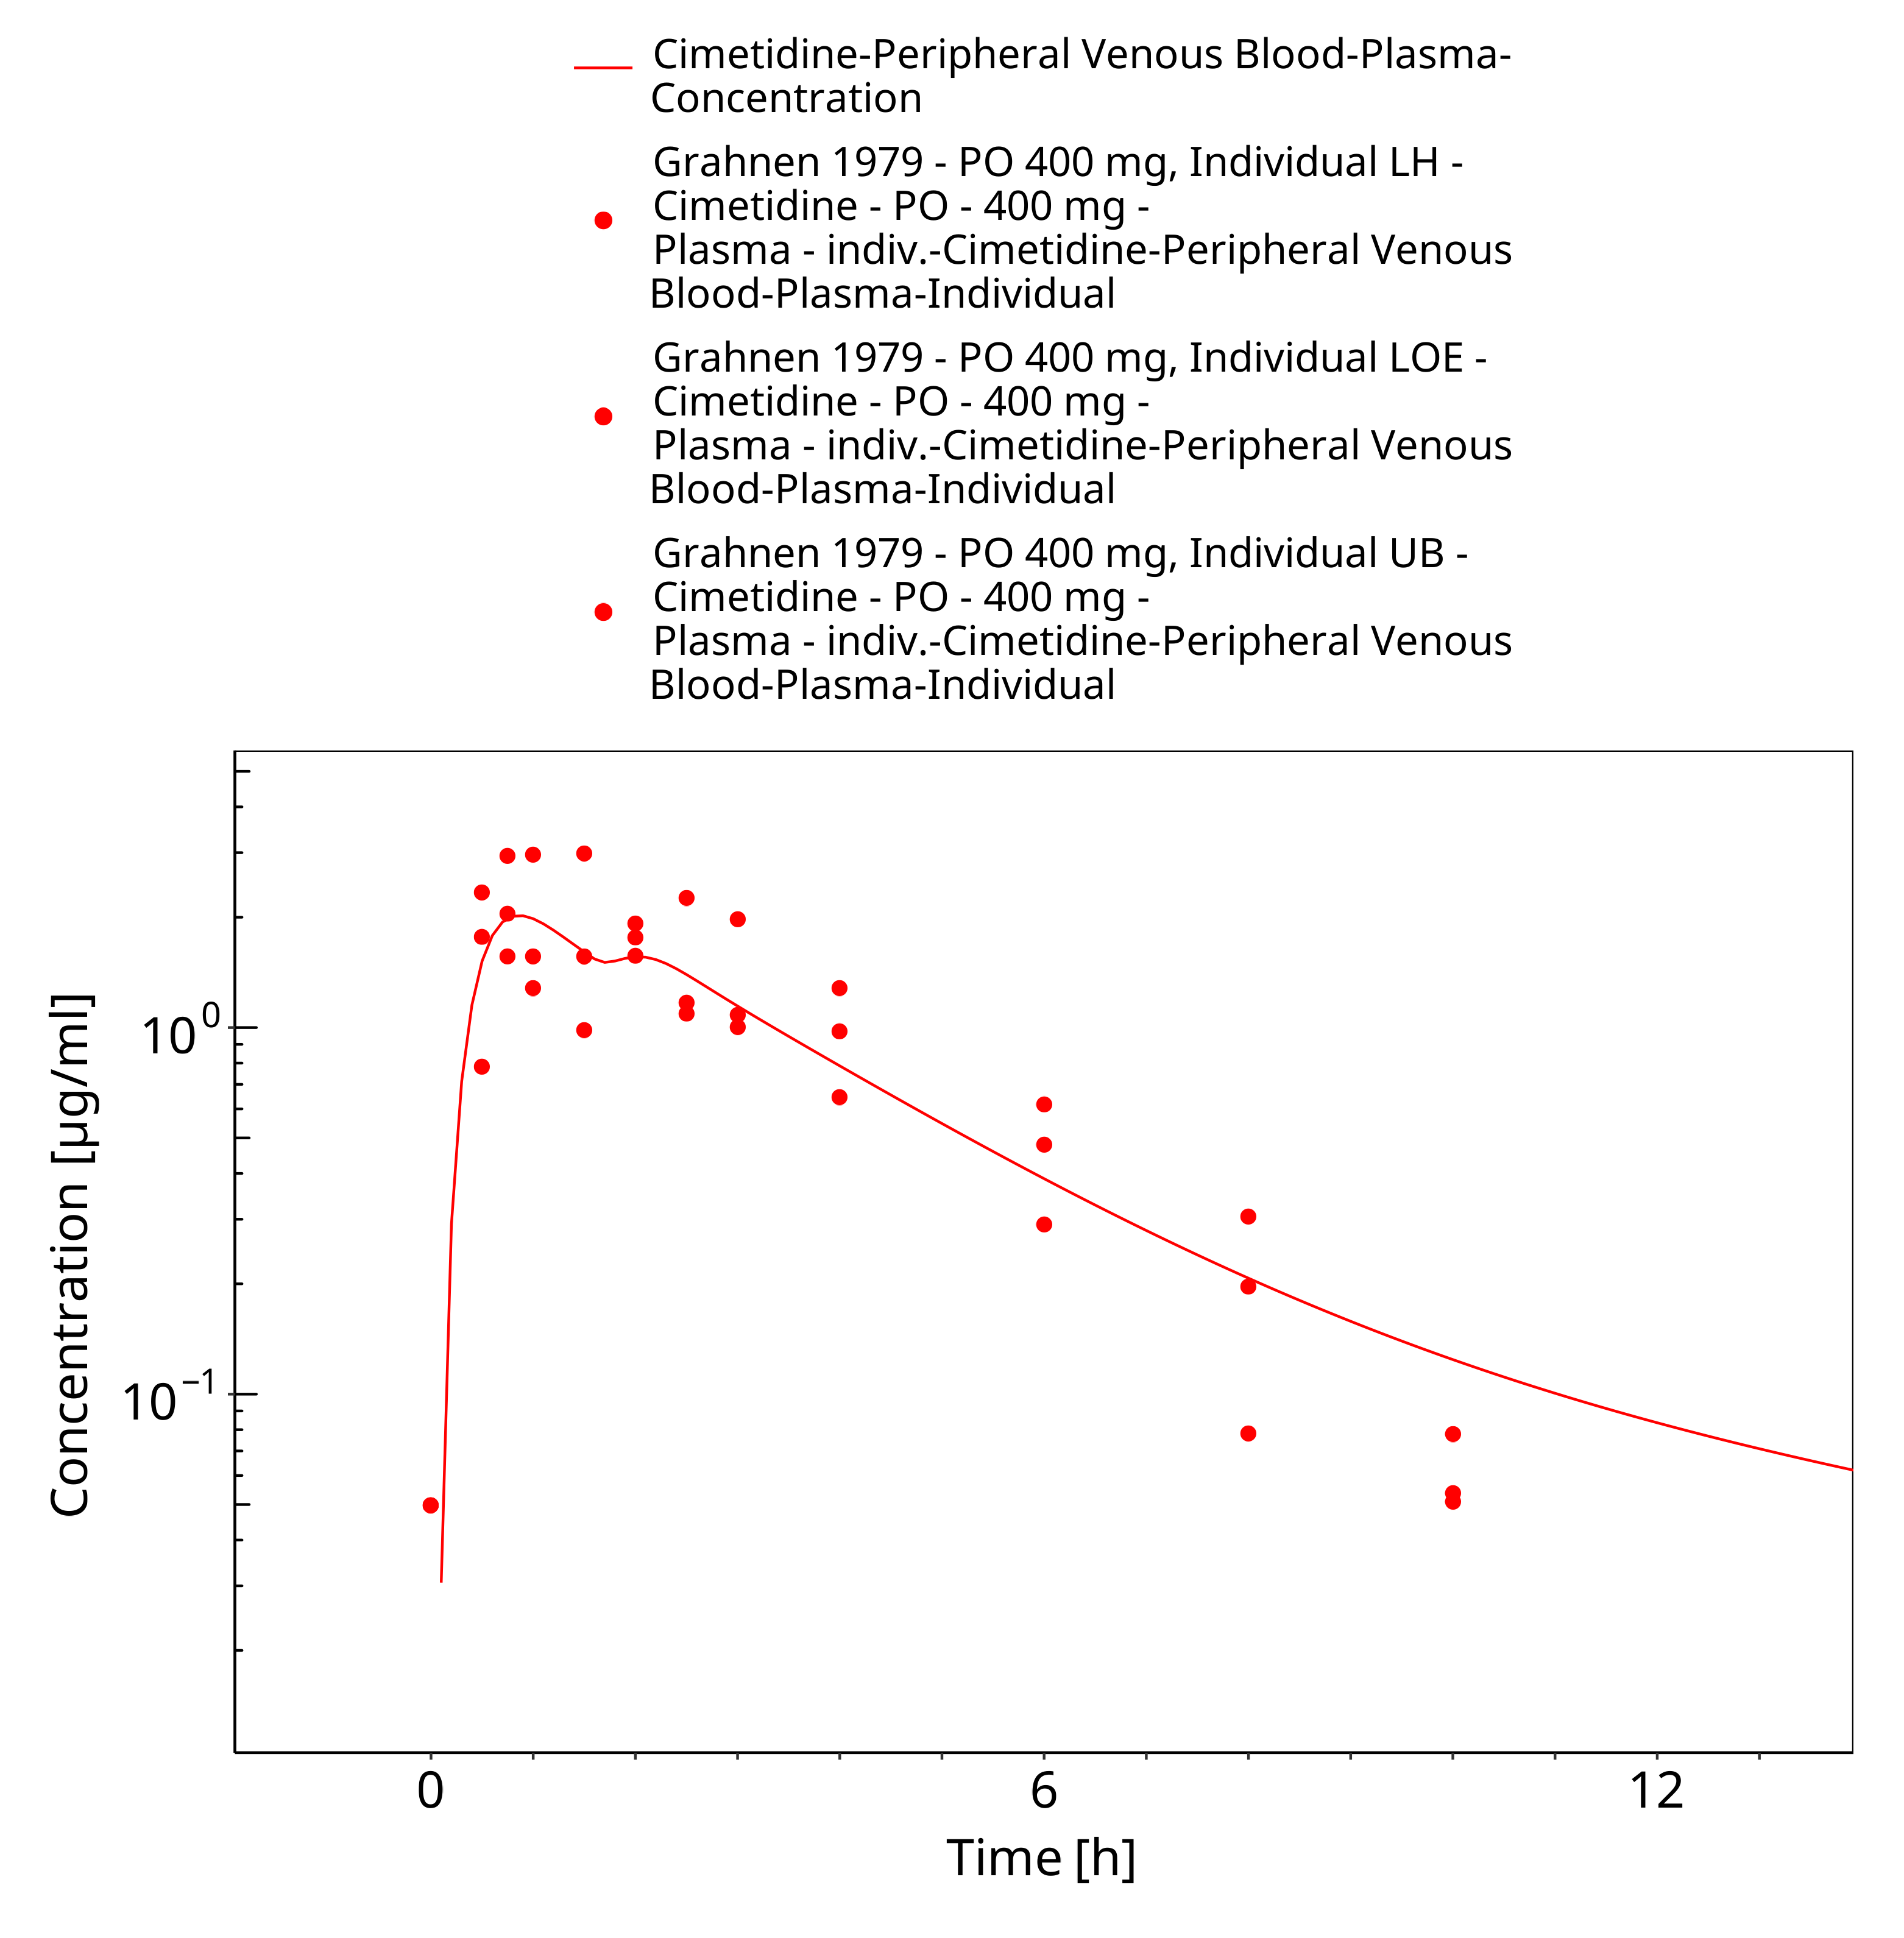 Cimetidine-Peripheral Venous Blood-Plasma-
Concentration
Grahnen 1979 - PO 400 mg, Individual LH -
Cimetidine - PO - 400 mg -
Plasma - indiv.-Cimetidine-Peripheral Venous
Blood-Plasma-Individual
Grahnen 1979 - PO 400 mg, Individual LOE -
Cimetidine - PO - 400 mg -
Plasma - indiv.-Cimetidine-Peripheral Venous
Blood-Plasma-Individual
Grahnen 1979 - PO 400 mg, Individual UB -
Cimetidine - PO - 400 mg -
Plasma - indiv.-Cimetidine-Peripheral Venous
Blood-Plasma-Individual
Concentration [µg/ml]
10⁰
10⁻¹
0 6 12
Time [h]